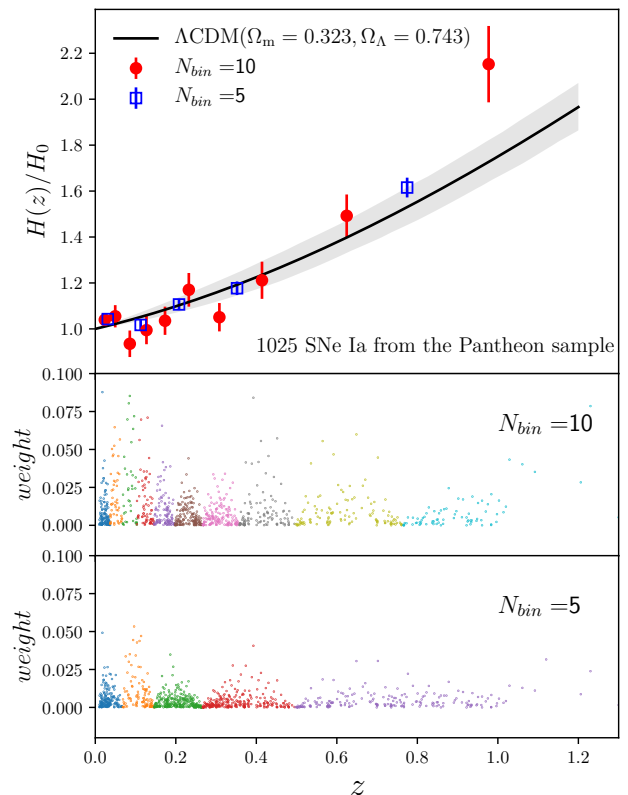 ΛCDM(Ωm = 0.323, ΩΛ = 0.743)
Nbin =10
Nbin =5
2.2
2.0
1.8
1.6
1.4
1.2
1.0
H(z)/H0
1025 SNe Ia from the Pantheon sample
0.100
0.075
0.050
0.025
0.000
weight
Nbin =10
0.100
0.075
0.050
0.025
0.000
weight
Nbin =5
0.0 0.2 0.4 0.6 0.8 1.0 1.2
z